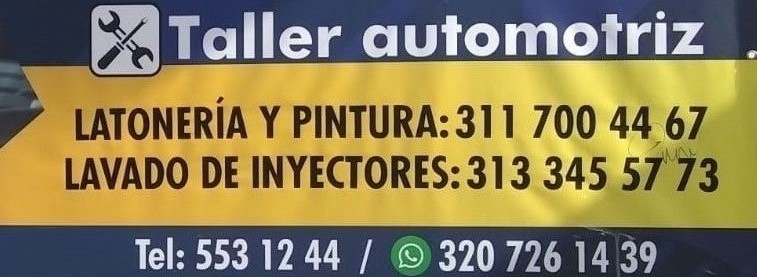 Taller automotriz
LATONERÍA Y PINTURA: 311 700 44 67
LAVADO DE INYECTORES: 313 345 57 73
Tel: 553 12 44 / 320 726 14 39